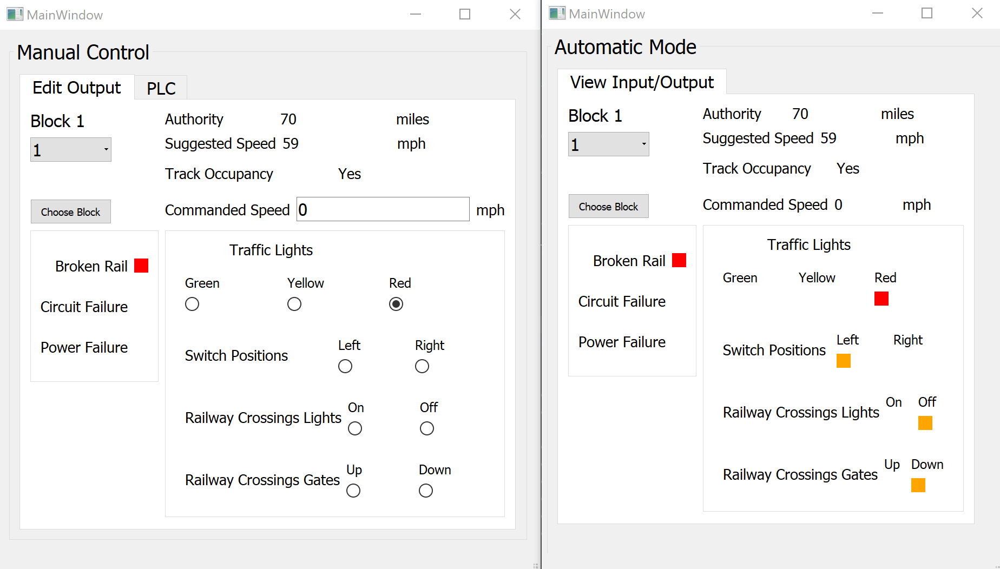 MainWindow
Manual Control
Edit Output
PLC
Block 1
1
Choose Block
Authority 70 miles
Suggested Speed 59 mph
Track Occupancy Yes
Commanded Speed 0 mph
Broken Rail
Circuit Failure
Power Failure
Traffic Lights
Green Yellow Red
Switch Positions
Left Right
Railway Crossings Lights
On Off
Railway Crossings Gates
Up Down
MainWindow
Automatic Mode
View Input/Output
Block 1
1
Choose Block
Authority 70 miles
Suggested Speed 59 mph
Track Occupancy Yes
Commanded Speed 0 mph
Broken Rail
Circuit Failure
Power Failure
Traffic Lights
Green Yellow Red
Switch Positions
Left Right
Railway Crossings Lights
On Off
Railway Crossings Gates
Up Down